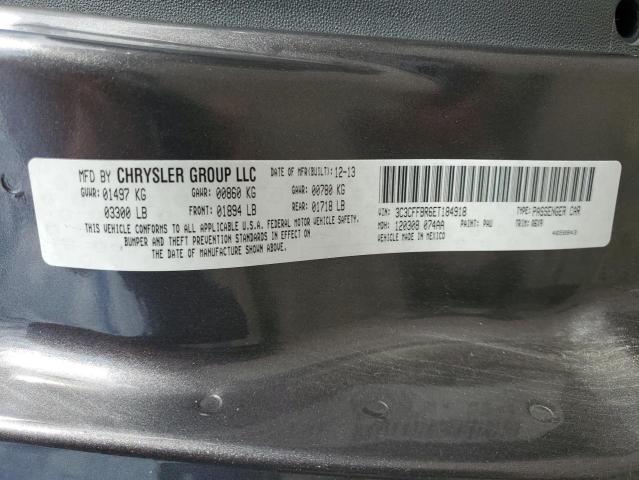 MFD BY CHRYSLER GROUP LLC DATE OF MFR(BUILT): 12-13
GVWR: 01497 KG GAWR: 00860 KG GAWR: 00780 KG
03300 LB FRONT: 01894 LB REAR: 01718 LB
THIS VEHICLE CONFORMS TO ALL APPLICABLE U.S.A. FEDERAL MOTOR VEHICLE SAFETY,
BUMPER AND THEFT PREVENTION STANDARDS IN EFFECT ON
THE DATE OF MANUFACTURE SHOWN ABOVE.
VIN: 3C3CFFBR6ET184918 TYPE: PASSENGER CAR
MDH: 120308 074AA PAINT: PAU TRIM: 
VEHICLE MADE IN MEXICO